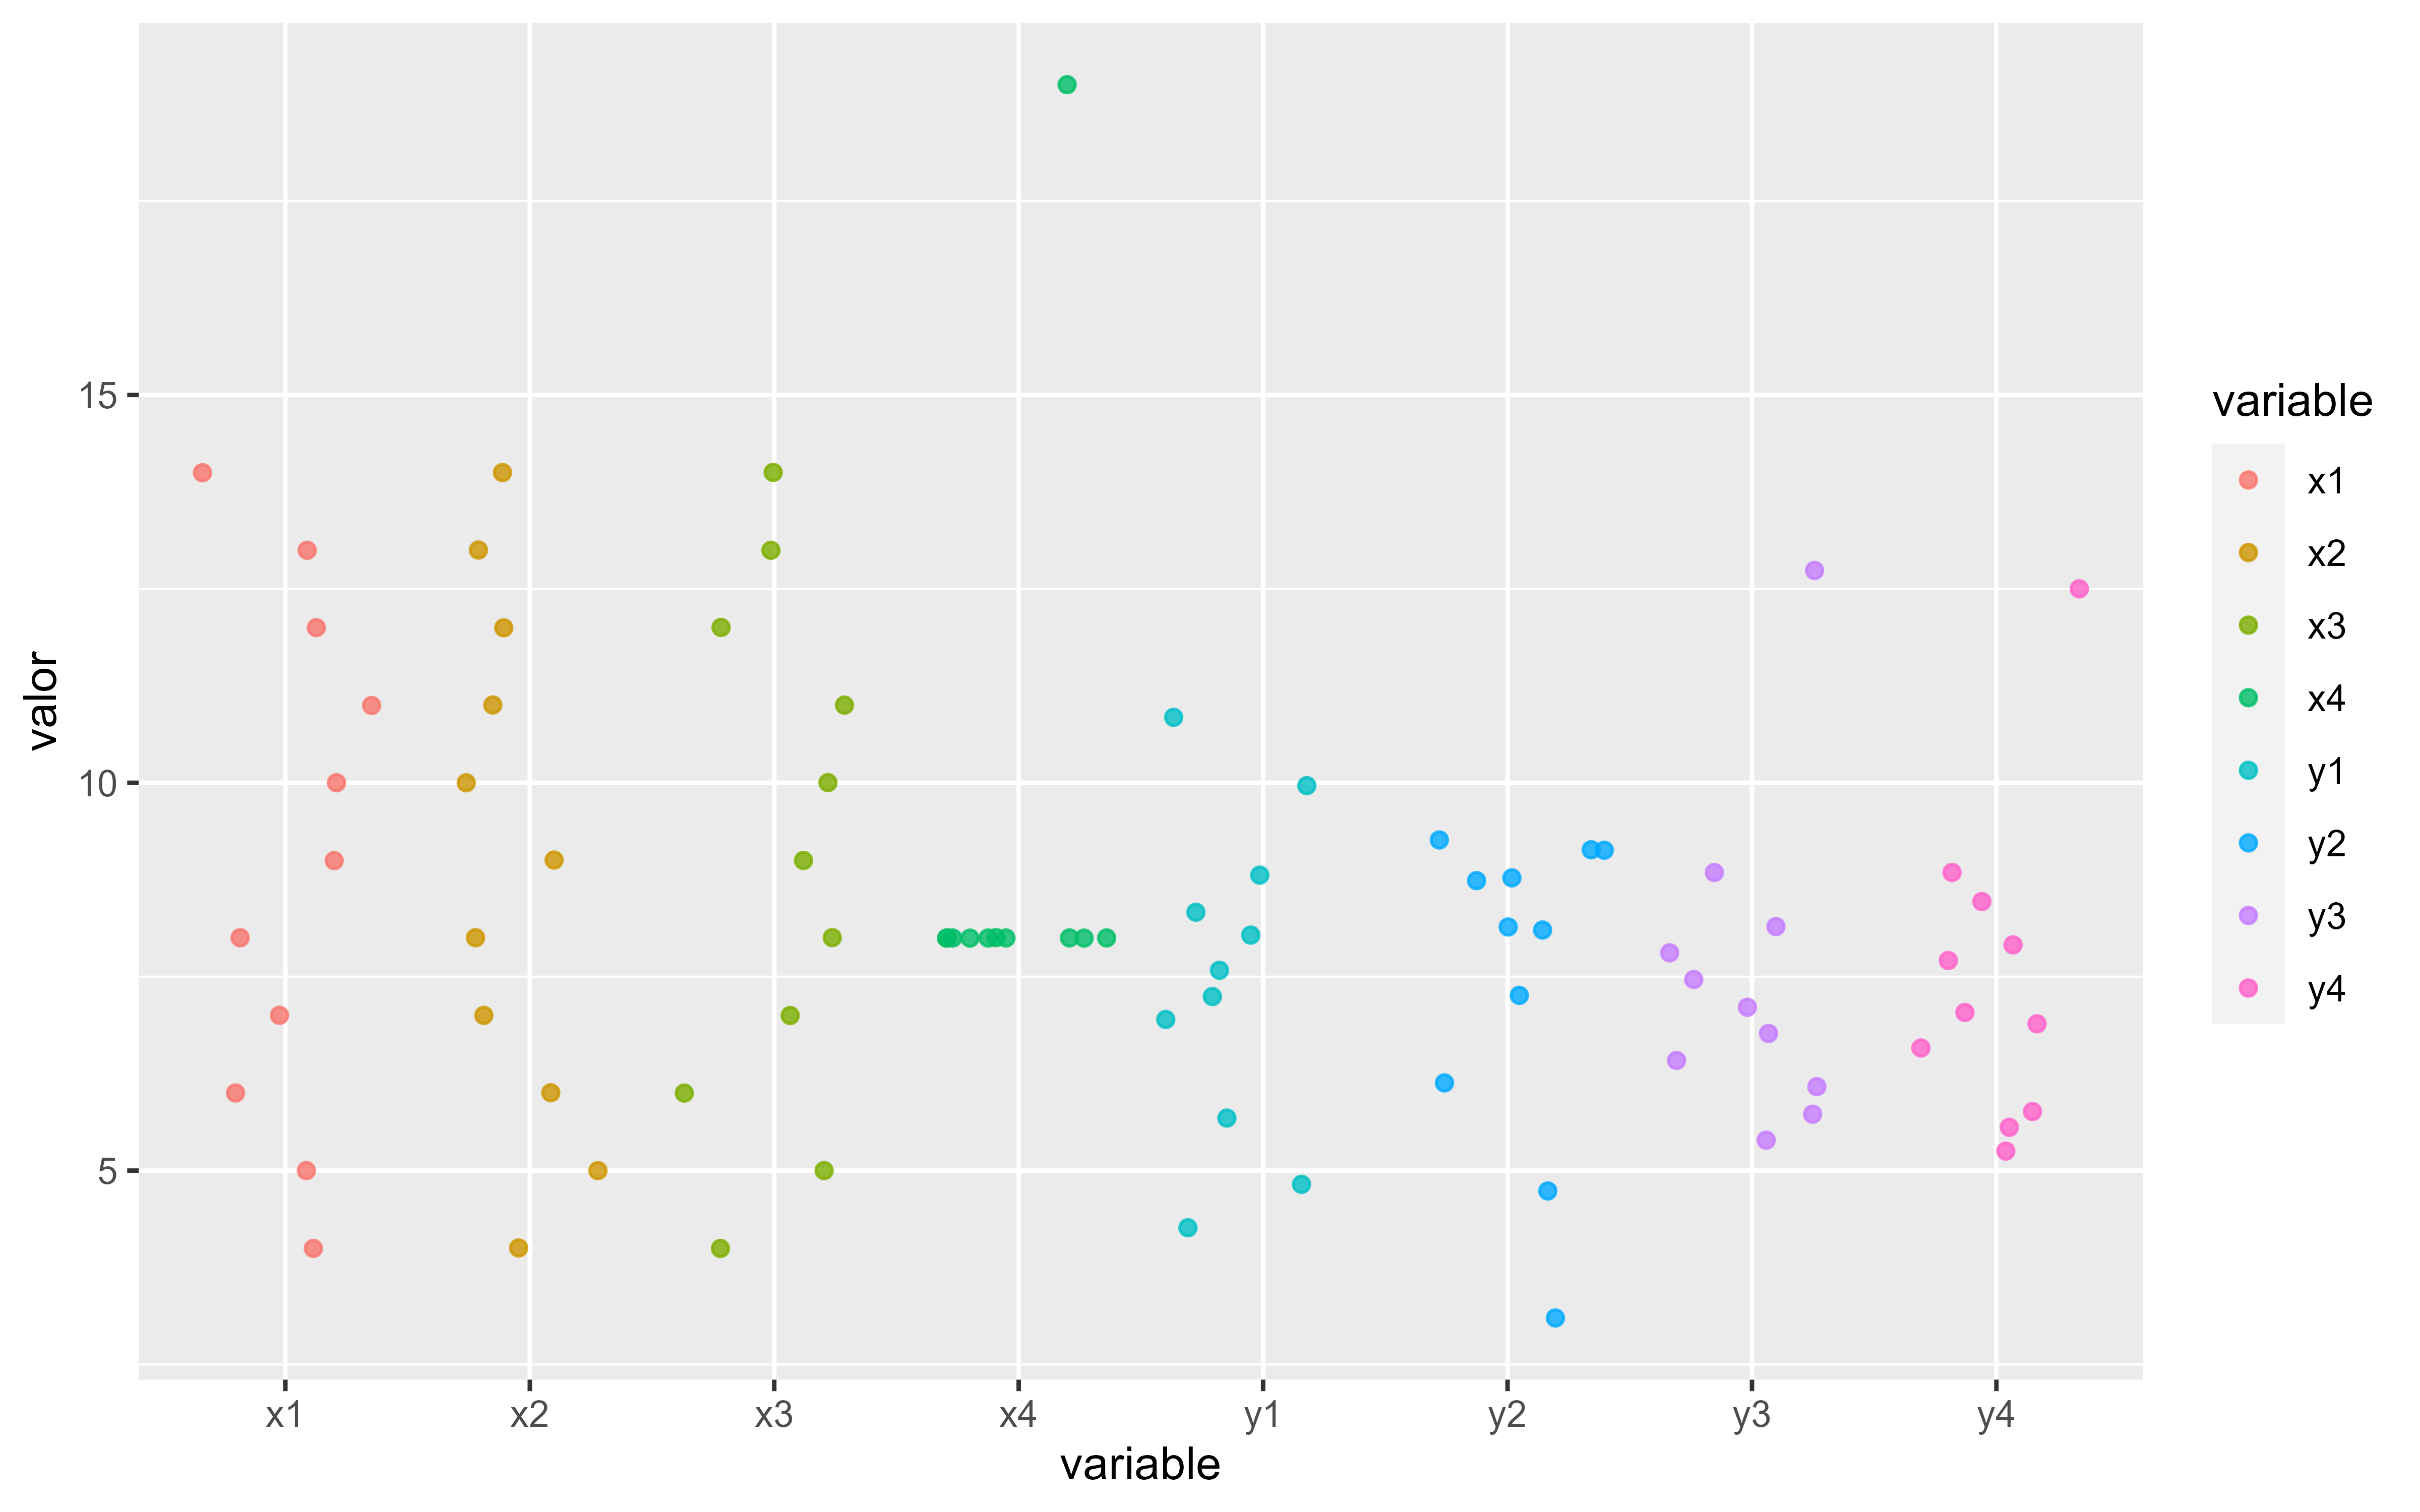 valor
15
10
5
x1 x2 x3 x4 y1 y2 y3 y4
variable
variable
x1
x2
x3
x4
y1
y2
y3
y4